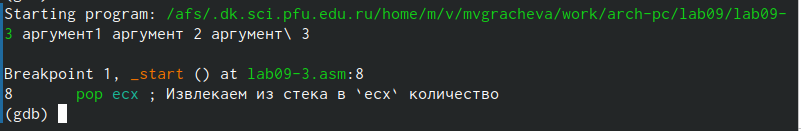 Starting program: /afs/.dk.sci.pfu.edu.ru/home/m/v/mvgracheva/work/arch-pc/lab09/lab09-
3 аргумент1 аргумент 2 аргумент\ 3
Breakpoint 1, _start () at lab09-3.asm:8
8       pop ecx ; Извлекаем из стека в `ecx` количество
(gdb)